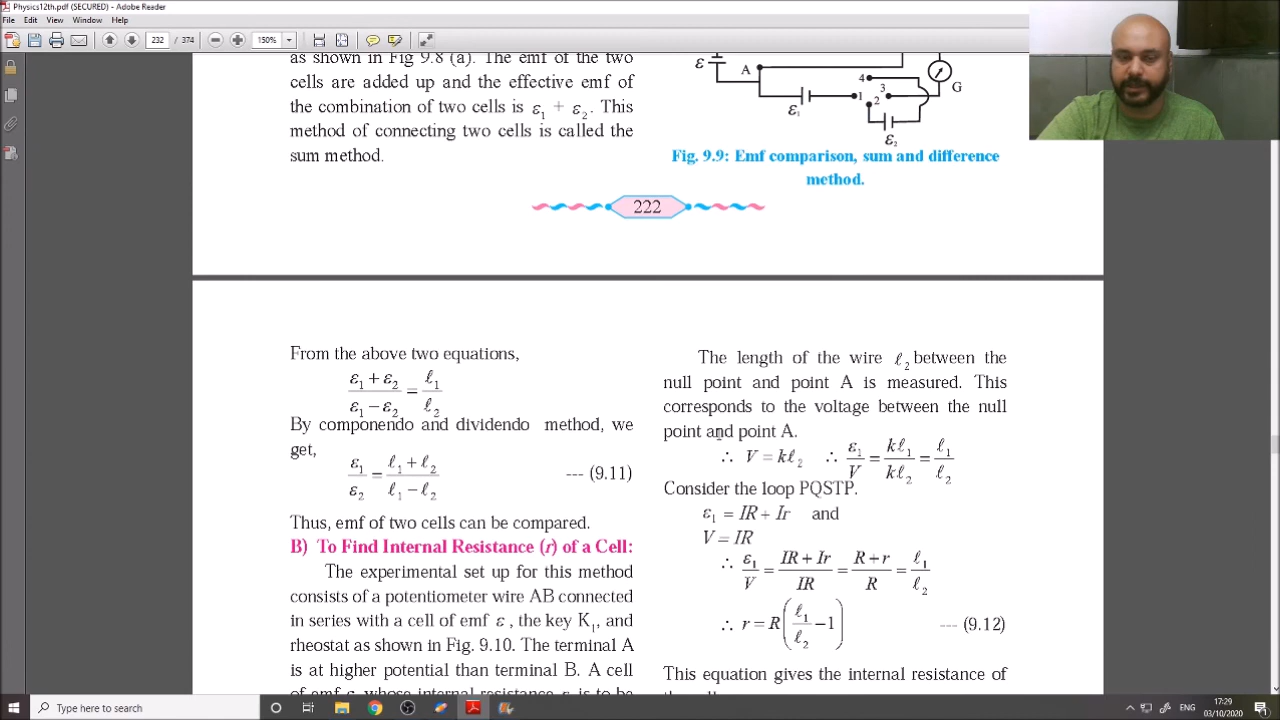 Physics12th.pdf (SECURED) - Adobe Reader
File Edit View Window Help
232 / 374 150%
as shown in Fig 9.8 (a). The emf of the two
cells are added up and the effective emf of
the combination of two cells is ε₁ + ε₂. This
method of connecting two cells is called the
sum method.
ε A 4 3 1 2 G
ε₁
ε₂
Fig. 9.9: Emf comparison, sum and difference
method.
222
From the above two equations,
(ε₁ + ε₂)/(ε₁ − ε₂) = ℓ₁/ℓ₂
By componendo and dividendo method, we
get,
ε₁/ε₂ = (ℓ₁ + ℓ₂)/(ℓ₁ − ℓ₂) --- (9.11)
Thus, emf of two cells can be compared.
B) To Find Internal Resistance (r) of a Cell:
The experimental set up for this method
consists of a potentiometer wire AB connected
in series with a cell of emf ε , the key K₁, and
rheostat as shown in Fig. 9.10. The terminal A
is at higher potential than terminal B. A cell
of emf ε₁ whose internal resistance r₁ is to be
The length of the wire ℓ₂ between the
null point and point A is measured. This
corresponds to the voltage between the null
point and point A.
∴ V = kℓ₂ ∴ ε₁/V = kℓ₁/kℓ₂ = ℓ₁/ℓ₂
Consider the loop PQSTP.
ε₁ = IR + Ir and
V = IR
∴ ε₁/V = (IR + Ir)/IR = (R + r)/R = ℓ₁/ℓ₂
∴ r = R(ℓ₁/ℓ₂ − 1) --- (9.12)
This equation gives the internal resistance of
Type here to search
ENG
17:29
03/10/2020